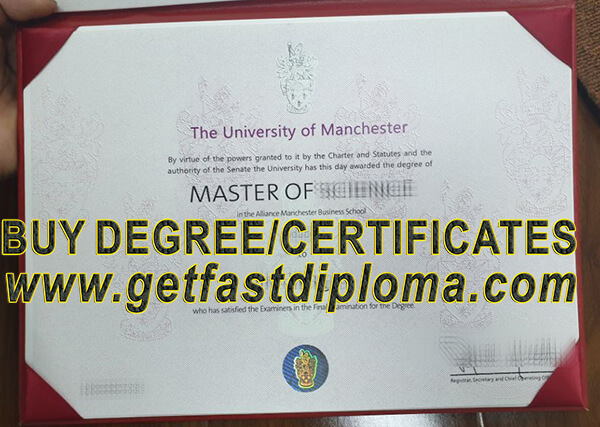 The University of Manchester
By virtue of the powers granted to it by the Charter and Statutes and the
authority of the Senate the University has this day awarded the degree of
MASTER OF SCIENCE
in the Alliance Manchester Business School
BUY DEGREE/CERTIFICATES
www.getfastdiploma.com
who has satisfied the Examiners in the Final Examination for the Degree.
Registrar, Secretary and Chief Operating